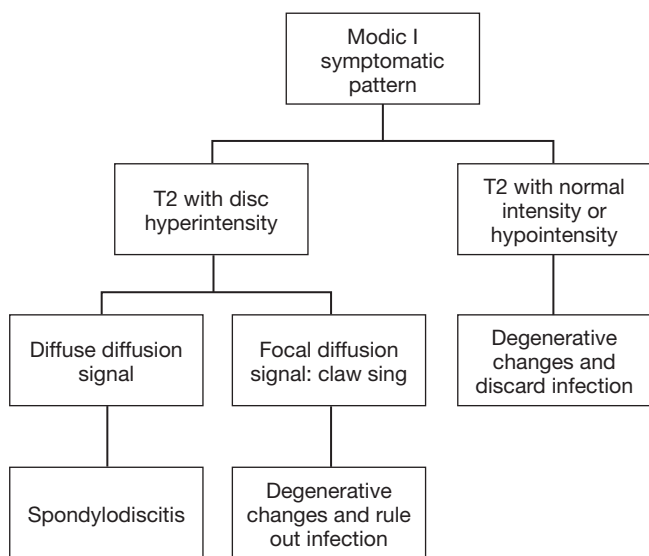 Modic I
symptomatic
pattern
T2 with disc
hyperintensity
T2 with normal
intensity or
hypointensity
Diffuse diffusion
signal
Focal diffusion
signal: claw sing
Degenerative
changes and
discard infection
Spondylodiscitis
Degenerative
changes and rule
out infection